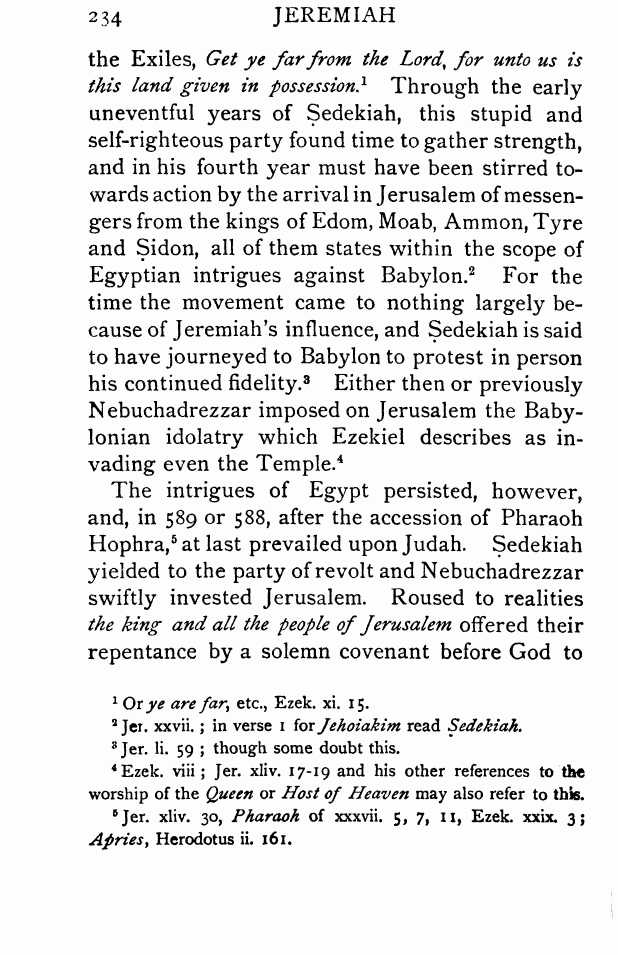 234 JEREMIAH
the Exiles, Get ye far from the Lord, for unto us is
this land given in possession.¹ Through the early
uneventful years of Ṣedekiah, this stupid and
self-righteous party found time to gather strength,
and in his fourth year must have been stirred to-
wards action by the arrival in Jerusalem of messen-
gers from the kings of Edom, Moab, Ammon, Tyre
and Ṣidon, all of them states within the scope of
Egyptian intrigues against Babylon.² For the
time the movement came to nothing largely be-
cause of Jeremiah's influence, and Ṣedekiah is said
to have journeyed to Babylon to protest in person
his continued fidelity.³ Either then or previously
Nebuchadrezzar imposed on Jerusalem the Baby-
lonian idolatry which Ezekiel describes as in-
vading even the Temple.⁴
The intrigues of Egypt persisted, however,
and, in 589 or 588, after the accession of Pharaoh
Hophra,⁵ at last prevailed upon Judah. Ṣedekiah
yielded to the party of revolt and Nebuchadrezzar
swiftly invested Jerusalem. Roused to realities
the king and all the people of Jerusalem offered their
repentance by a solemn covenant before God to
¹ Or ye are far, etc., Ezek. xi. 15.
² Jer. xxvii. ; in verse 1 for Jehoiakim read Ṣedekiah.
³ Jer. li. 59 ; though some doubt this.
⁴ Ezek. viii ; Jer. xliv. 17-19 and his other references to the
worship of the Queen or Host of Heaven may also refer to this.
⁵ Jer. xliv. 30, Pharaoh of xxxvii. 5, 7, 11, Ezek. xxix. 3 ;
Apries, Herodotus ii. 161.